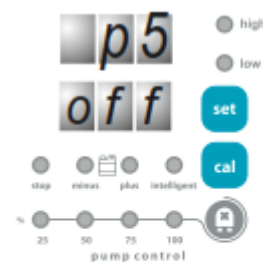 p5
high
low
off
set
cal
stop minus plus intelligent
% 25 50 75 100
pump control